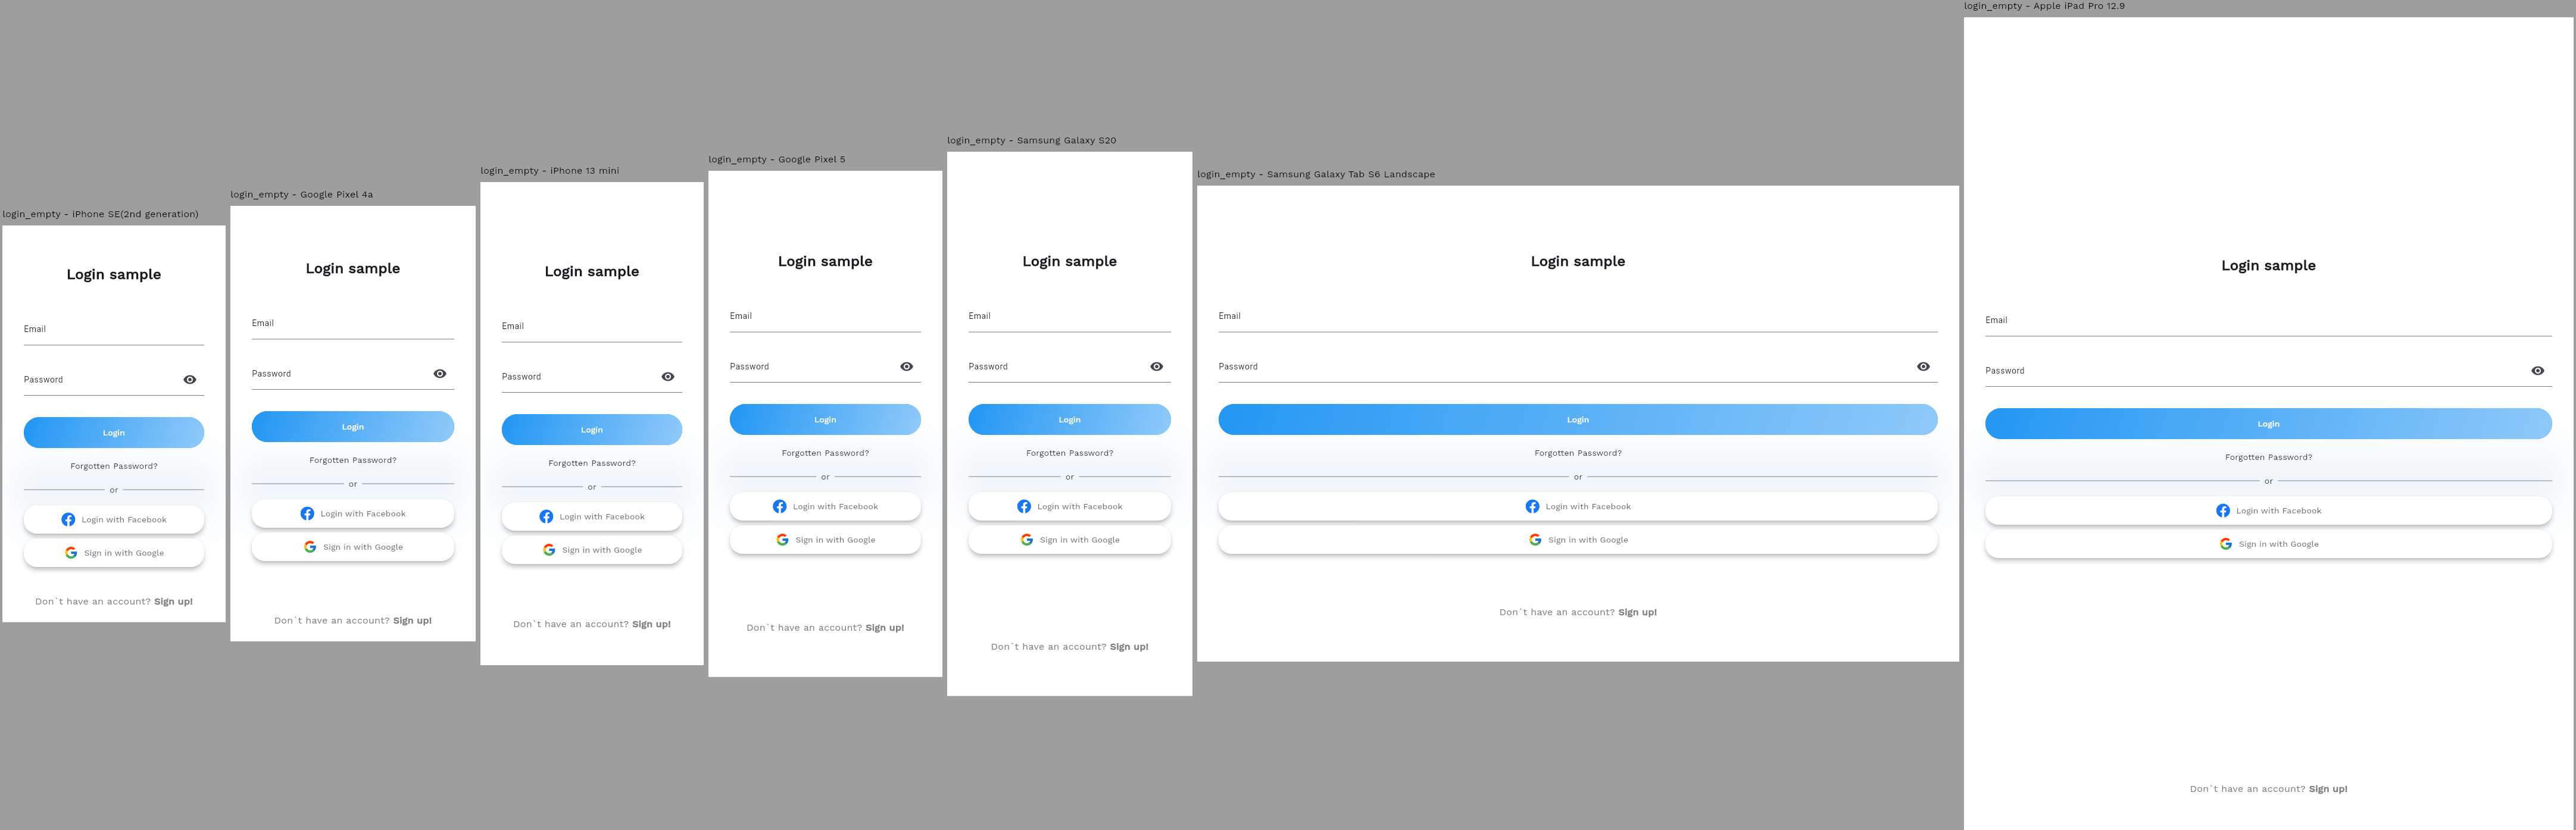 login_empty - iPhone SE(2nd generation)
Login sample
Email
Password
Login
Forgotten Password?
or
Login with Facebook
Sign in with Google
Don´t have an account? Sign up!
login_empty - Google Pixel 4a
Login sample
Email
Password
Login
Forgotten Password?
or
Login with Facebook
Sign in with Google
Don´t have an account? Sign up!
login_empty - iPhone 13 mini
Login sample
Email
Password
Login
Forgotten Password?
or
Login with Facebook
Sign in with Google
Don´t have an account? Sign up!
login_empty - Google Pixel 5
Login sample
Email
Password
Login
Forgotten Password?
or
Login with Facebook
Sign in with Google
Don´t have an account? Sign up!
login_empty - Samsung Galaxy S20
Login sample
Email
Password
Login
Forgotten Password?
or
Login with Facebook
Sign in with Google
Don´t have an account? Sign up!
login_empty - Samsung Galaxy Tab S6 Landscape
Login sample
Email
Password
Login
Forgotten Password?
or
Login with Facebook
Sign in with Google
Don´t have an account? Sign up!
login_empty - Apple iPad Pro 12.9
Login sample
Email
Password
Login
Forgotten Password?
or
Login with Facebook
Sign in with Google
Don´t have an account? Sign up!